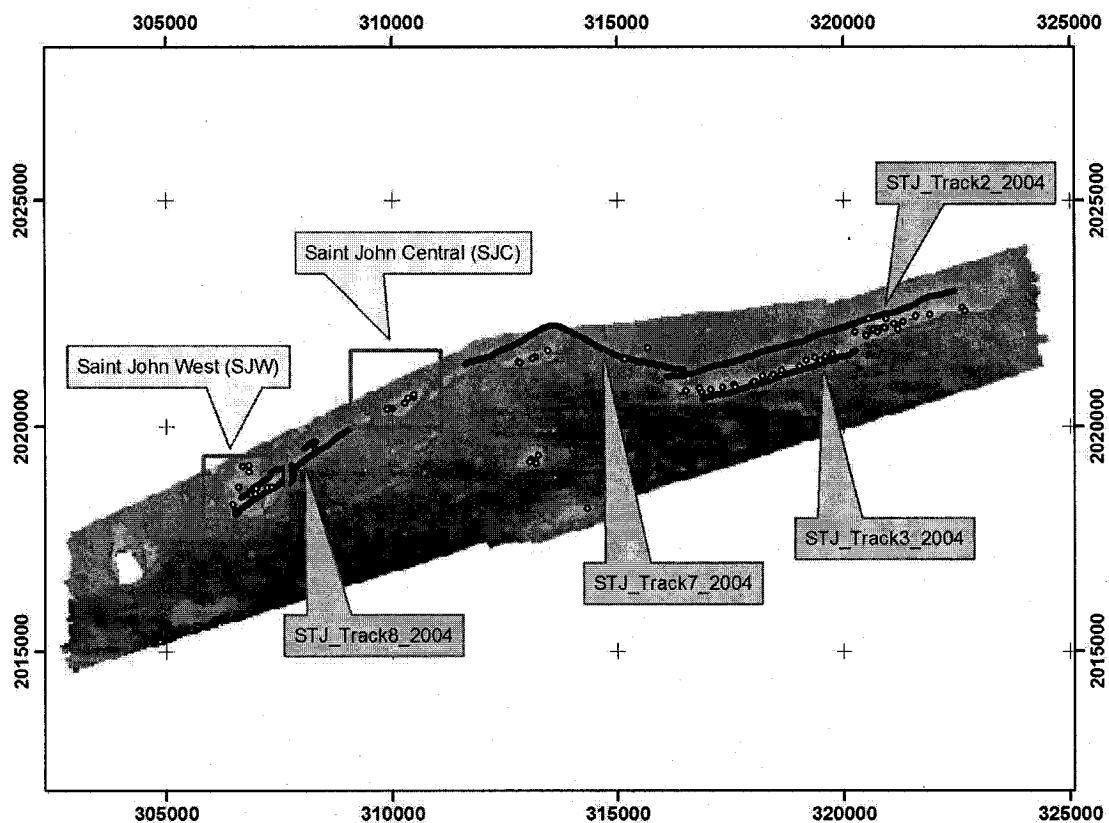 305000 310000 315000 320000 325000
2025000 2025000
STJ_Track2_2004
Saint John Central (SJC)
Saint John West (SJW)
2020000 2020000
STJ_Track3_2004
STJ_Track7_2004
STJ_Track8_2004
2015000 2015000
305000 310000 315000 320000 325000